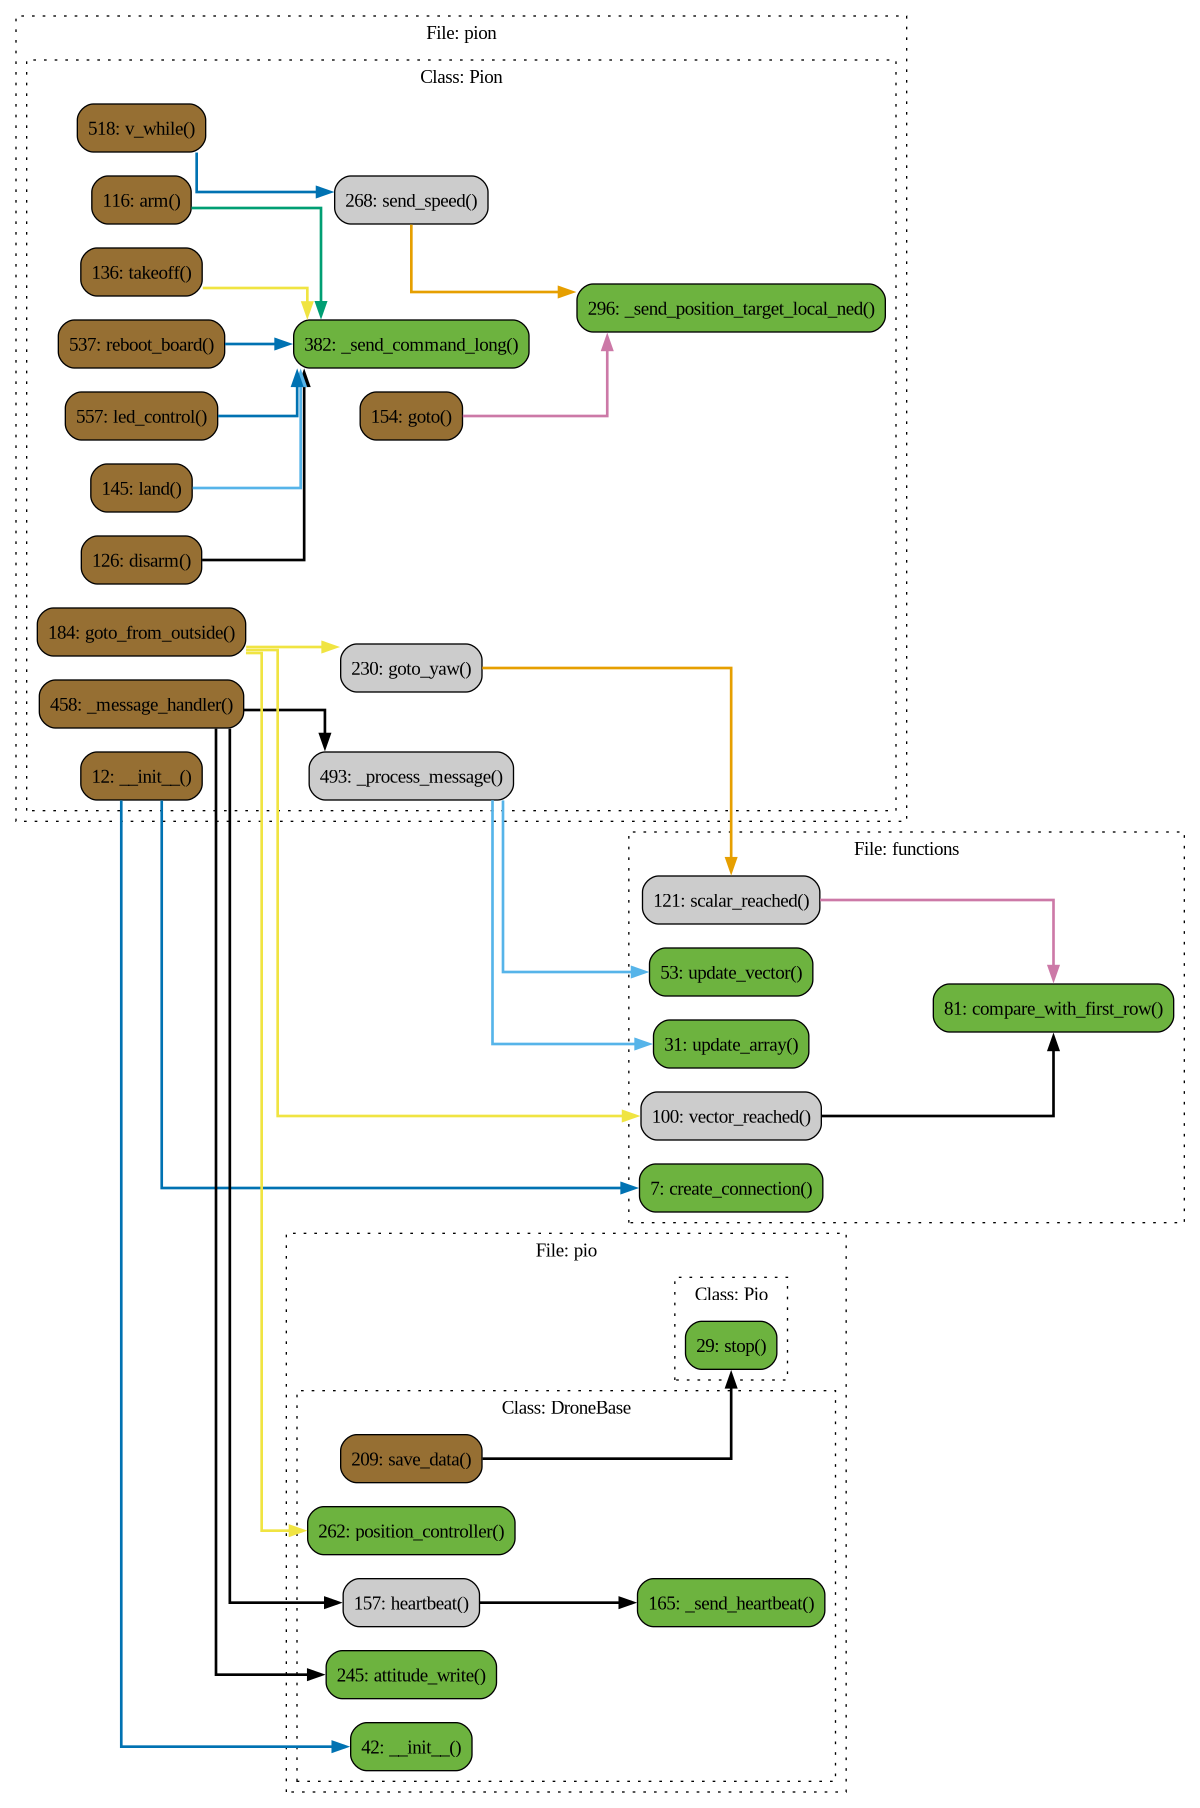 File: pion
Class: Pion
518: v_while()
116: arm()
268: send_speed()
136: takeoff()
296: _send_position_target_local_ned()
537: reboot_board()
382: _send_command_long()
557: led_control()
154: goto()
145: land()
126: disarm()
184: goto_from_outside()
230: goto_yaw()
458: _message_handler()
12: __init__()
493: _process_message()
File: functions
121: scalar_reached()
53: update_vector()
81: compare_with_first_row()
31: update_array()
100: vector_reached()
7: create_connection()
File: pio
Class: Pio
29: stop()
Class: DroneBase
209: save_data()
262: position_controller()
157: heartbeat()
165: _send_heartbeat()
245: attitude_write()
42: __init__()